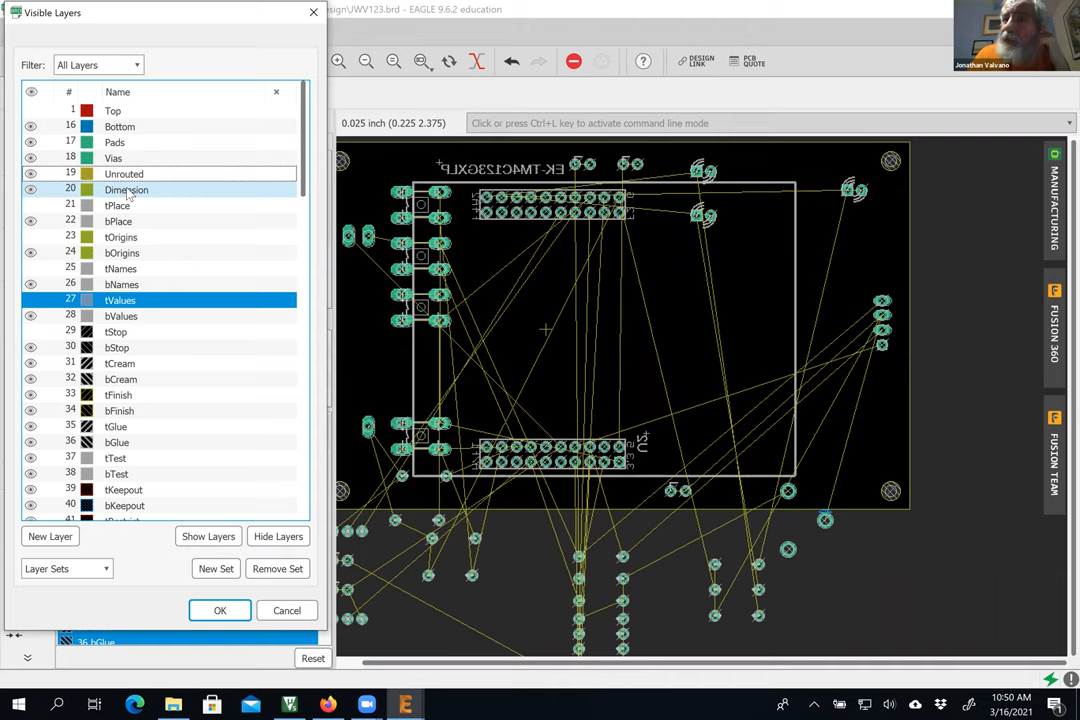 Visible Layers
sign/JWV123.brd - EAGLE 9.6.2 education
Filter:
All Layers
# Name
1 Top
16 Bottom
17 Pads
18 Vias
19 Unrouted
20 Dimension
21 tPlace
22 bPlace
23 tOrigins
24 bOrigins
25 tNames
26 bNames
27 tValues
28 bValues
29 tStop
30 bStop
31 tCream
32 bCream
33 tFinish
34 bFinish
35 tGlue
36 bGlue
37 tTest
38 bTest
39 tKeepout
40 bKeepout
New Layer
Show Layers
Hide Layers
Layer Sets
New Set
Remove Set
OK
Cancel
36 bGlue
Reset
DESIGN
LINK
PCB
QUOTE
0.025 inch (0.225 2.375)
Click or press Ctrl+L key to activate command line mode
EK-TM4C123GXLP
U2
MANUFACTURING
FUSION 360
FUSION TEAM
Jonathan Valvano
10:50 AM
3/16/2021